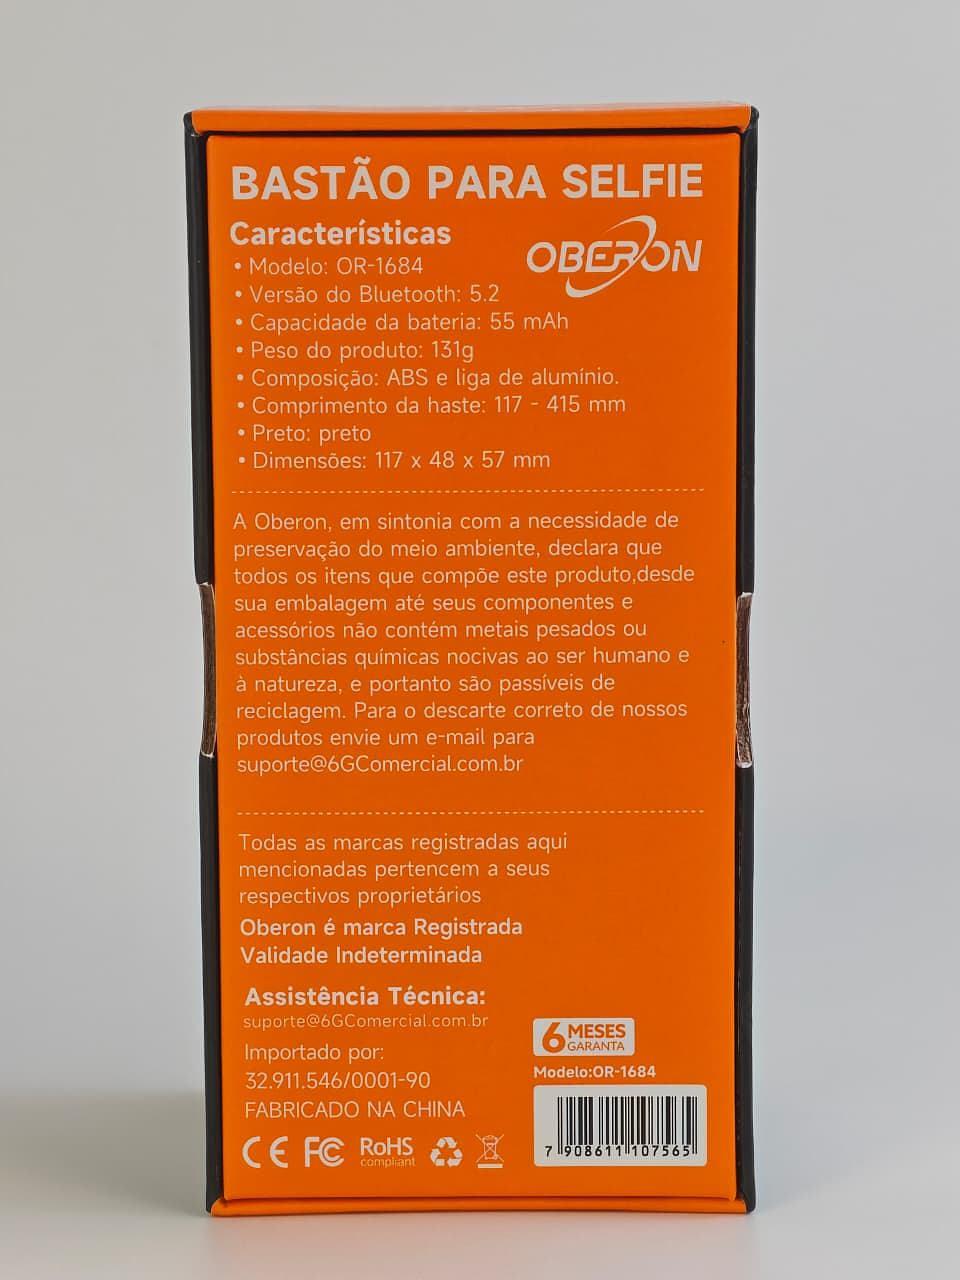 BASTÃO PARA SELFIE
Características
OBERON
• Modelo: OR-1684
• Versão do Bluetooth: 5.2
• Capacidade da bateria: 55 mAh
• Peso do produto: 131g
• Composição: ABS e liga de alumínio.
• Comprimento da haste: 117 - 415 mm
• Preto: preto
• Dimensões: 117 x 48 x 57 mm
A Oberon, em sintonia com a necessidade de
preservação do meio ambiente, declara que
todos os itens que compõe este produto,desde
sua embalagem até seus componentes e
acessórios não contém metais pesados ou
substâncias químicas nocivas ao ser humano e
à natureza, e portanto são passíveis de
reciclagem. Para o descarte correto de nossos
produtos envie um e-mail para
suporte@6GComercial.com.br
Todas as marcas registradas aqui
mencionadas pertencem a seus
respectivos proprietários
Oberon é marca Registrada
Validade Indeterminada
Assistência Técnica:
suporte@6GComercial.com.br
Importado por:
32.911.546/0001-90
FABRICADO NA CHINA
CE FC RoHS
compliant
6 MESES
GARANTA
Modelo:OR-1684
7 908611 107565